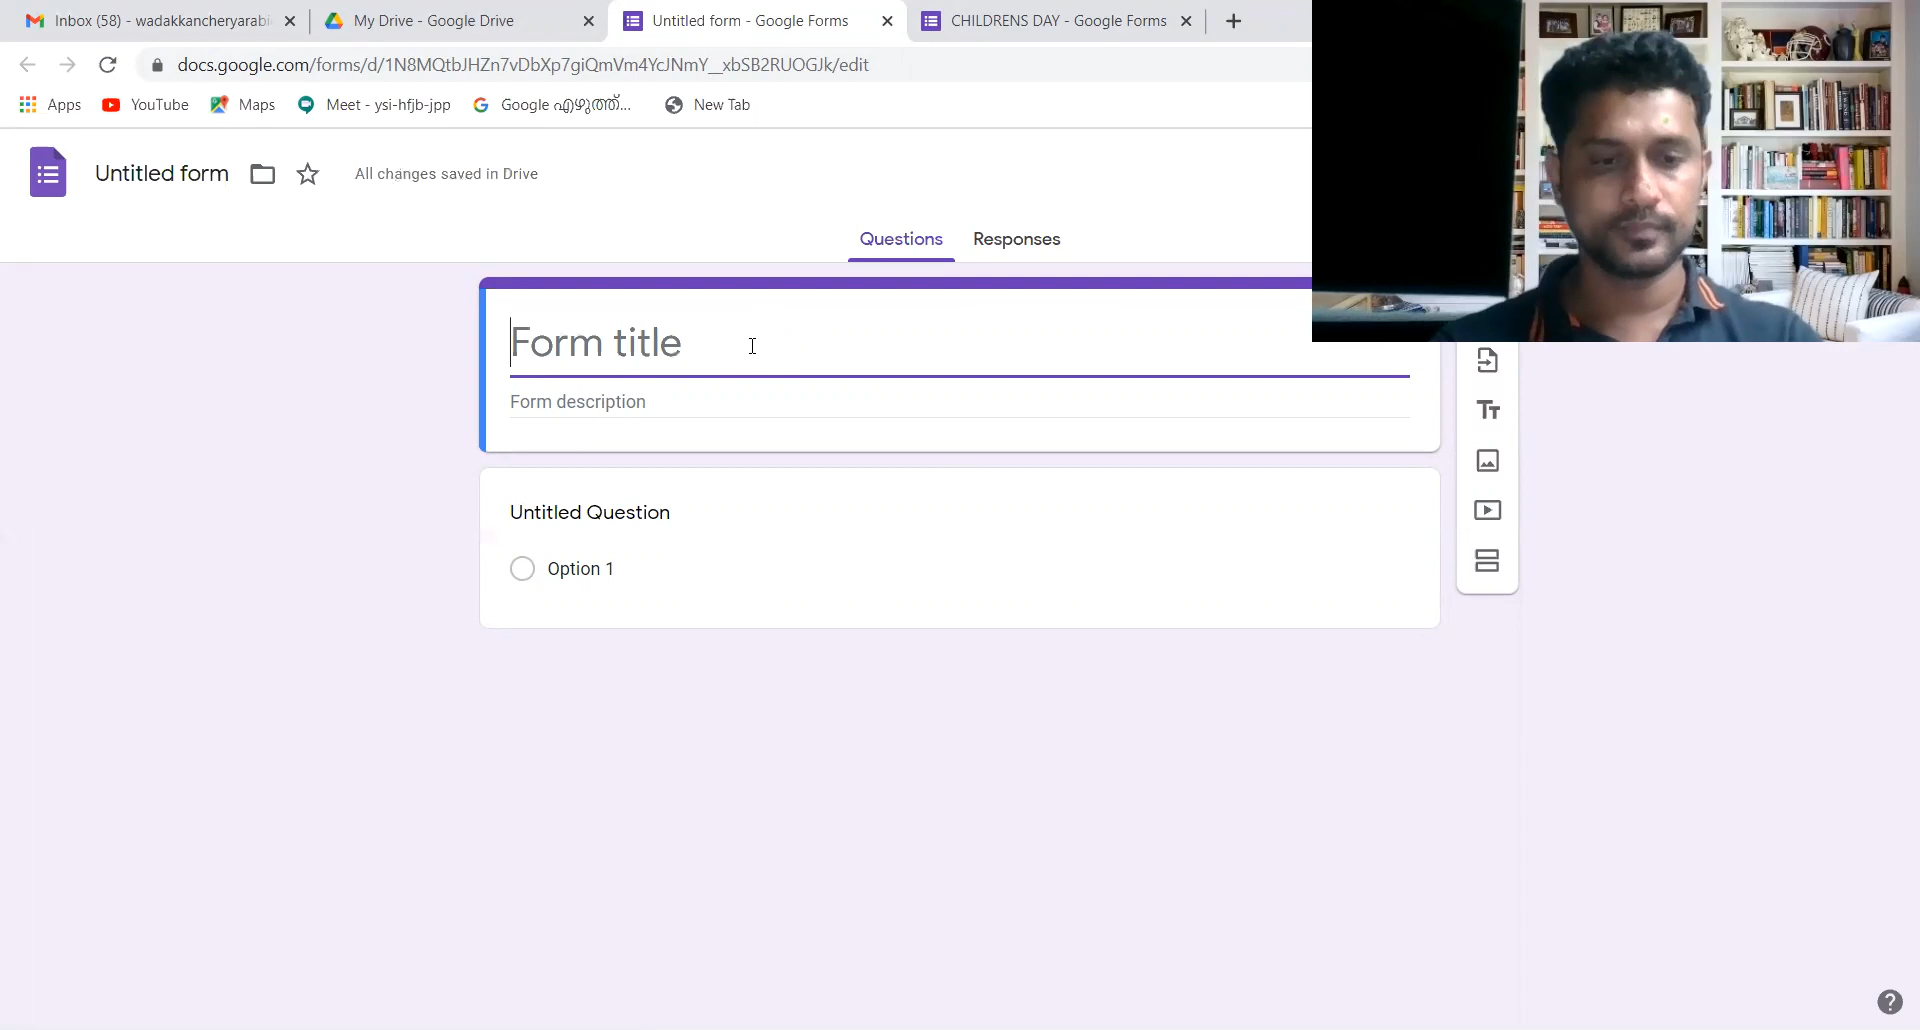 Inbox (58) - wadakkancheryarabi
My Drive - Google Drive
Untitled form - Google Forms
CHILDRENS DAY - Google Forms
docs.google.com/forms/d/1N8MQtbJHZn7vDbXp7giQmVm4YcJNmY__xbSB2RUOGJk/edit
Apps
YouTube
Maps
Meet - ysi-hfjb-jpp
Google എഴുത്ത്...
New Tab
Untitled form
All changes saved in Drive
Questions
Responses
Form title
Form description
Untitled Question
Option 1